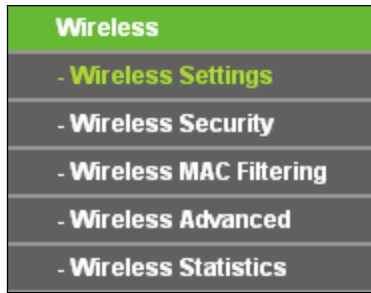 Wireless
- Wireless Settings
- Wireless Security
- Wireless MAC Filtering
- Wireless Advanced
- Wireless Statistics